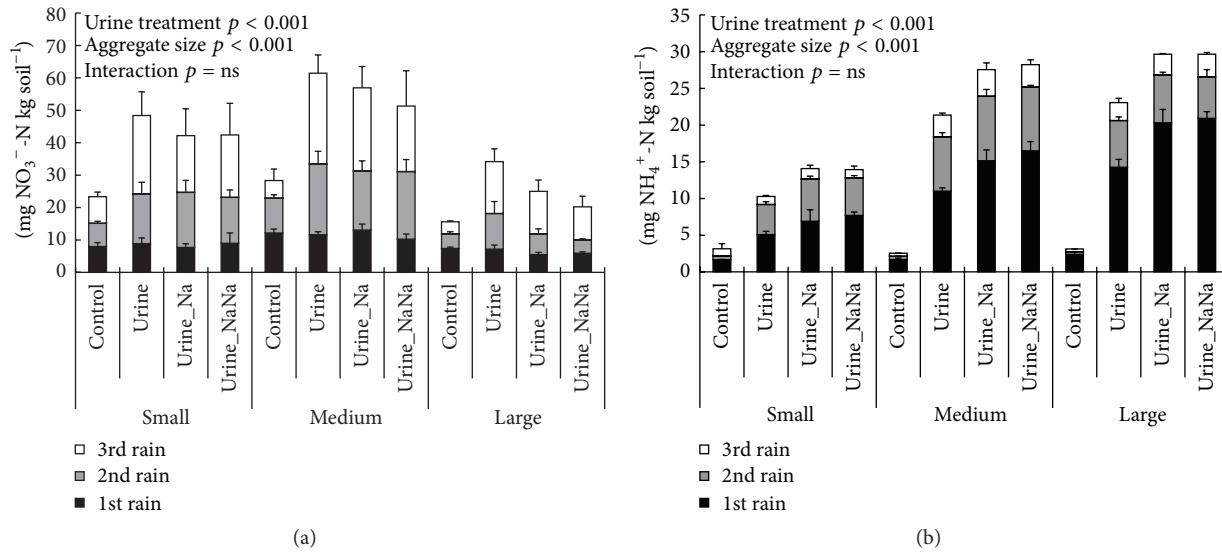 80
70
60
50
40
30
20
10
0
(mg NO₃⁻-N kg soil⁻¹)
Urine treatment p < 0.001
Aggregate size p < 0.001
Interaction p = ns
Control
Urine
Urine_Na
Urine_NaNa
Control
Urine
Urine_Na
Urine_NaNa
Control
Urine
Urine_Na
Urine_NaNa
Small
Medium
Large
3rd rain
2nd rain
1st rain
(a)
35
30
25
20
15
10
5
0
(mg NH₄⁺-N kg soil⁻¹)
Urine treatment p < 0.001
Aggregate size p < 0.001
Interaction p = ns
Control
Urine
Urine_Na
Urine_NaNa
Control
Urine
Urine_Na
Urine_NaNa
Control
Urine
Urine_Na
Urine_NaNa
Small
Medium
Large
3rd rain
2nd rain
1st rain
(b)